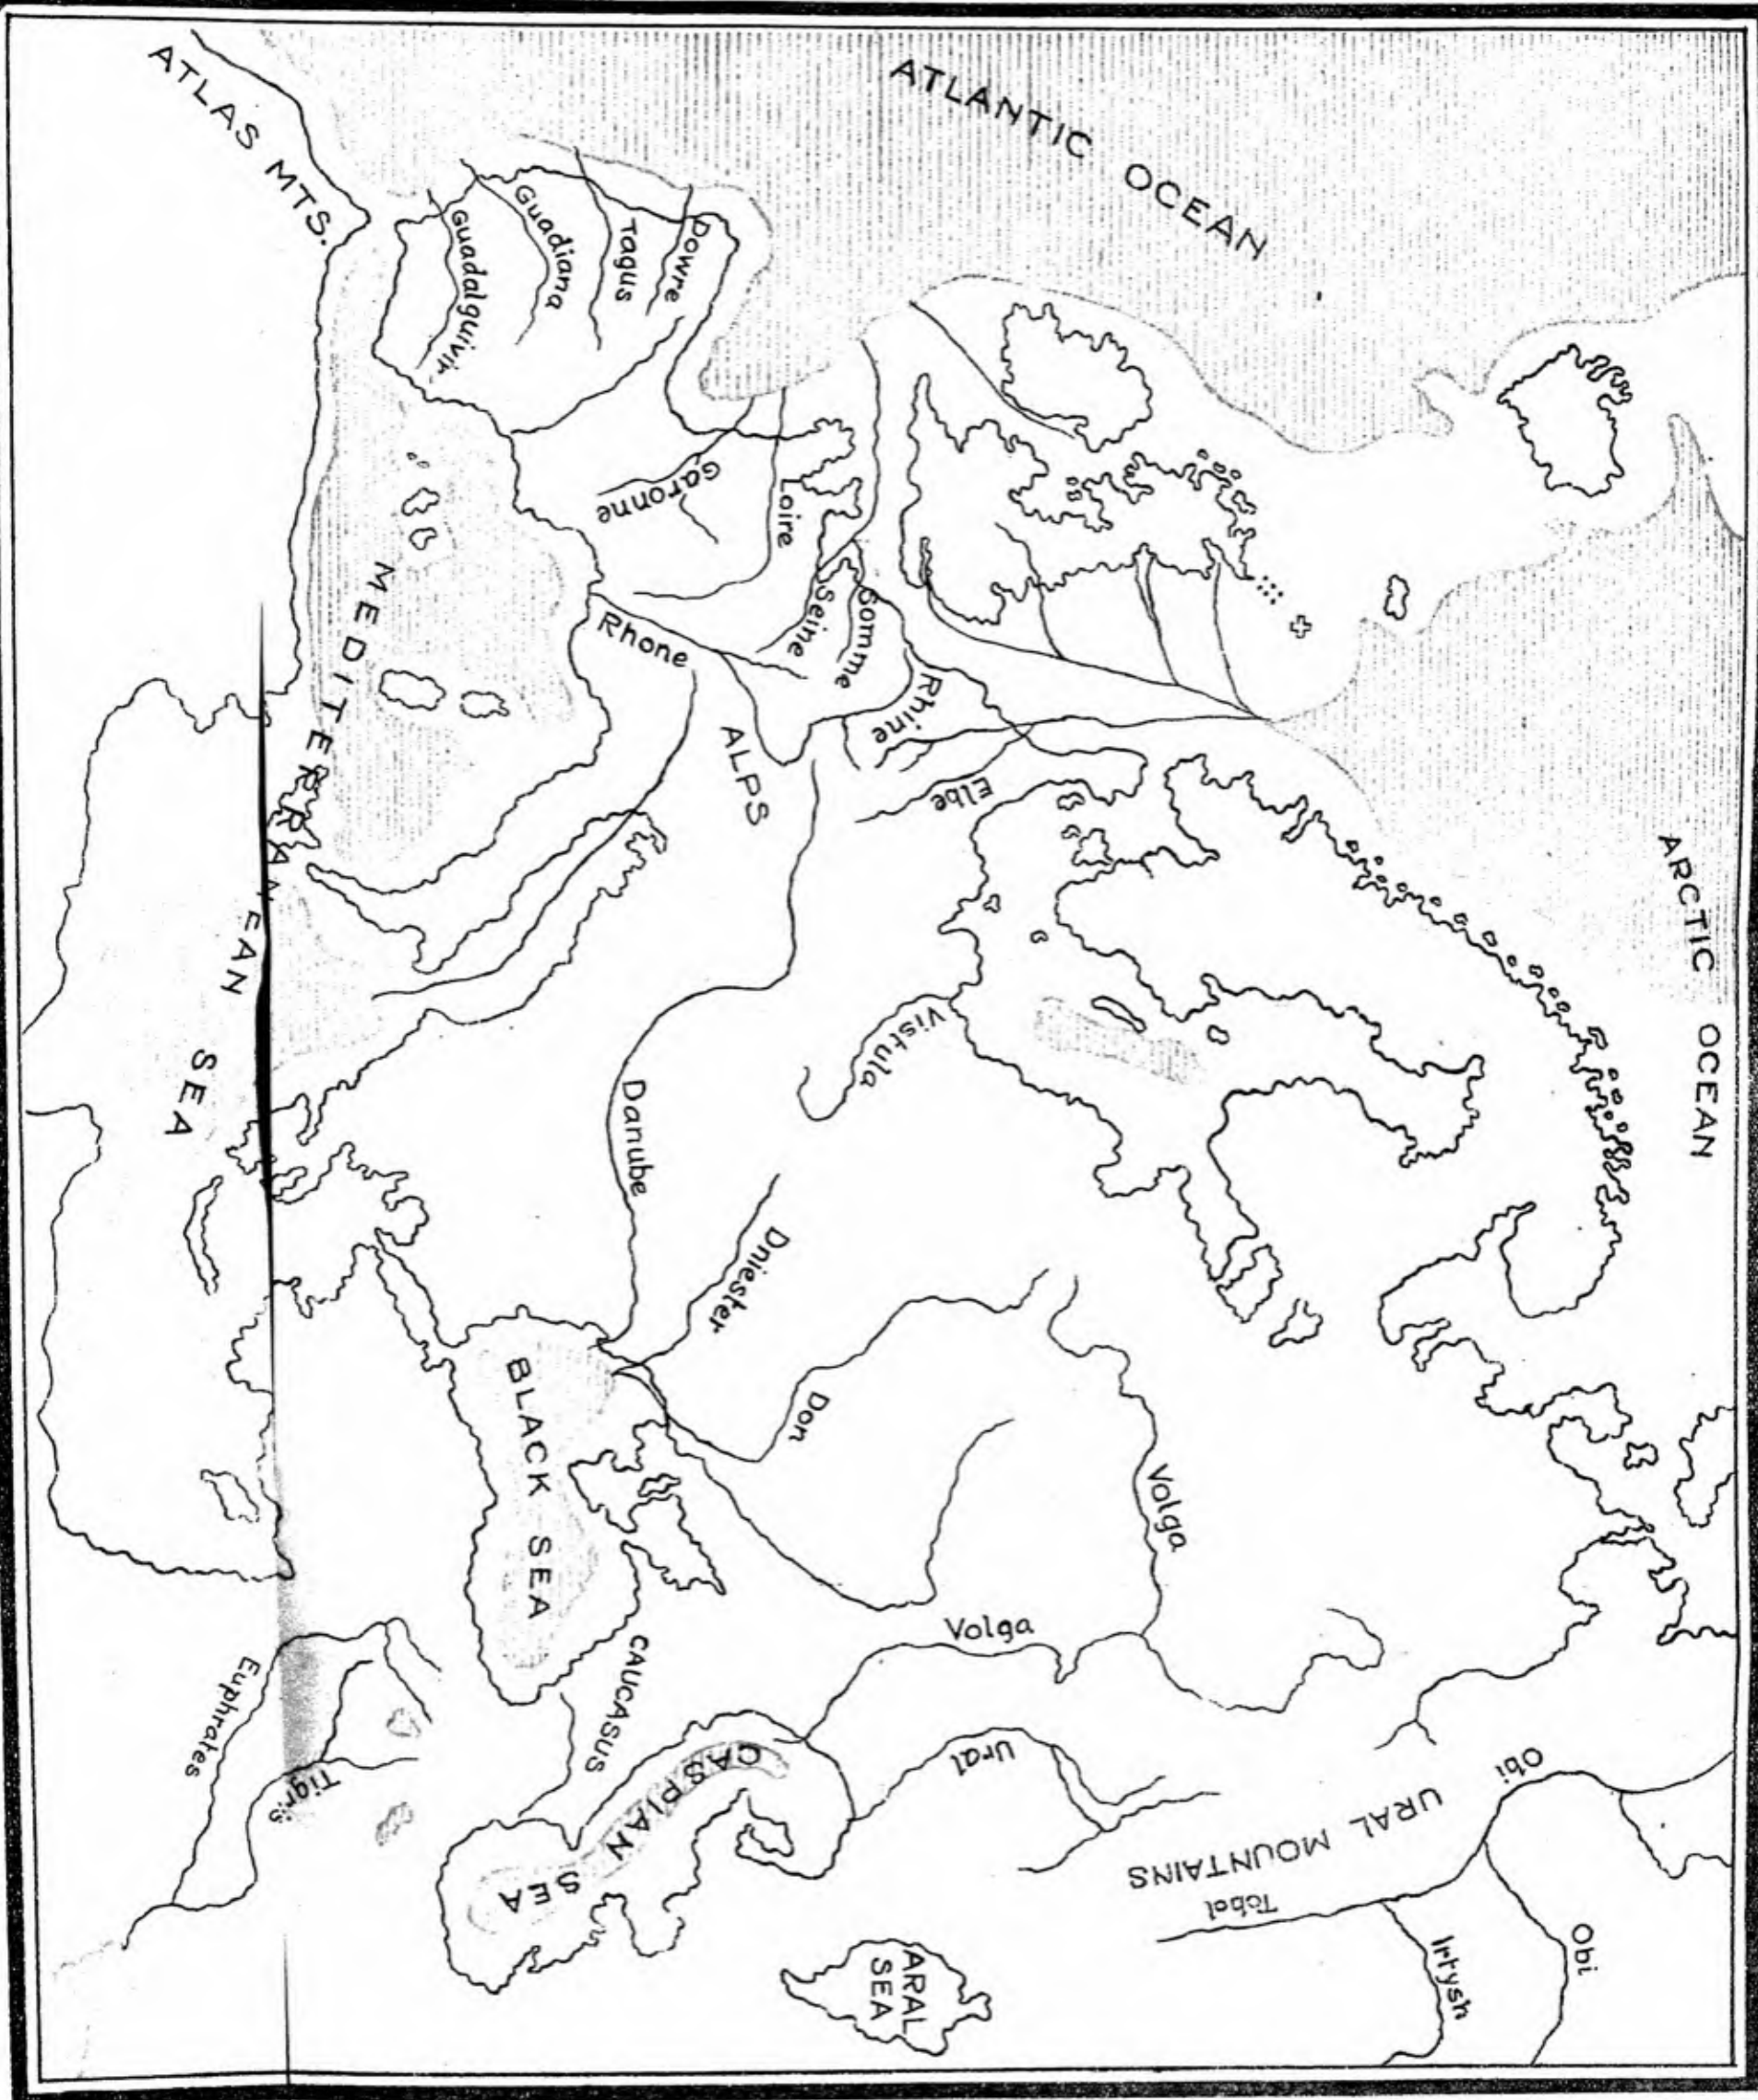 ATLANTIC OCEAN
ATLAS MTS.
Guadalguivir
Guadiana
Tagus
Dowre
Garonne
Loire
Seine
Somme
Rhone
Rhine
ALPS
Elbe
MEDITERRANEAN SEA
ARCTIC OCEAN
Vistula
Danube
Dniester
Don
BLACK SEA
Volga
Volga
CAUCASUS
Euphrates
Tigris
CASPIAN SEA
Ural
URAL MOUNTAINS
Obi
Obi
Tobol
Irtysh
ARAL
SEA